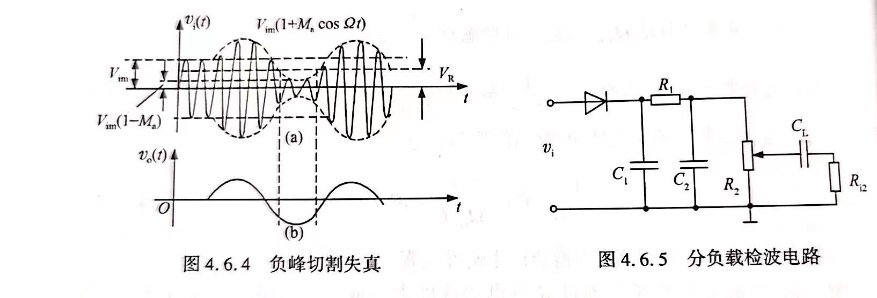 v_i(t)
V_im(1+M_a cos Ωt)
V_im
V_R
t
V_im(1−M_a)
(a)
v_o(t)
O
t
(b)
图 4.6.4 负峰切割失真
R_1
v_i
C_1
C_2
R_2
C_L
R_i2
图 4.6.5 分负载检波电路